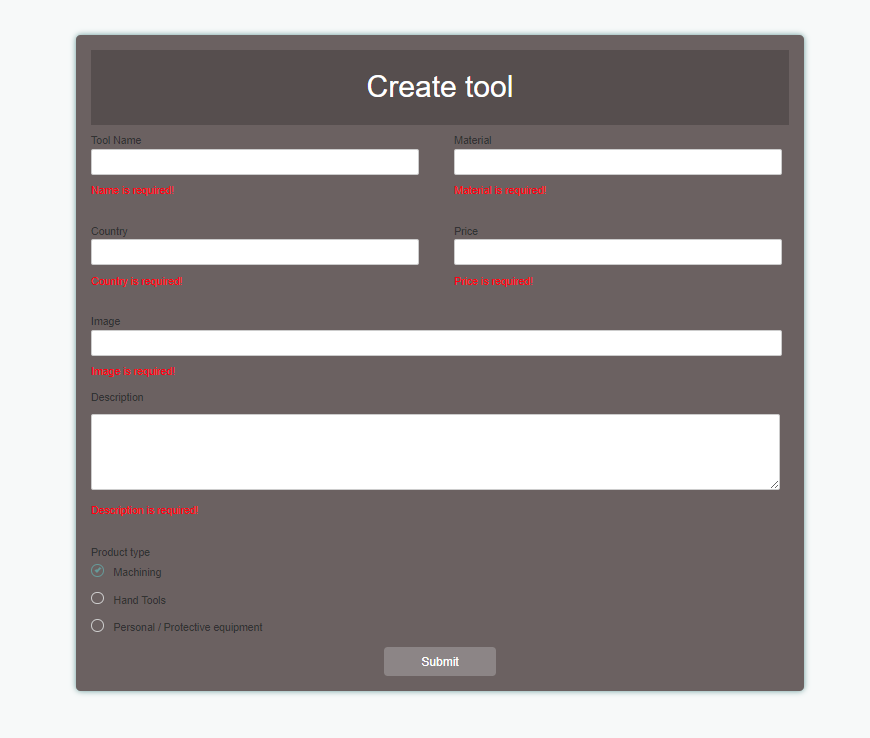 Create tool
Tool Name
Material
Name is required!
Material is required!
Country
Price
Country is required!
Price is required!
Image
Image is required!
Description
Description is required!
Product type
Machining
Hand Tools
Personal / Protective equipment
Submit